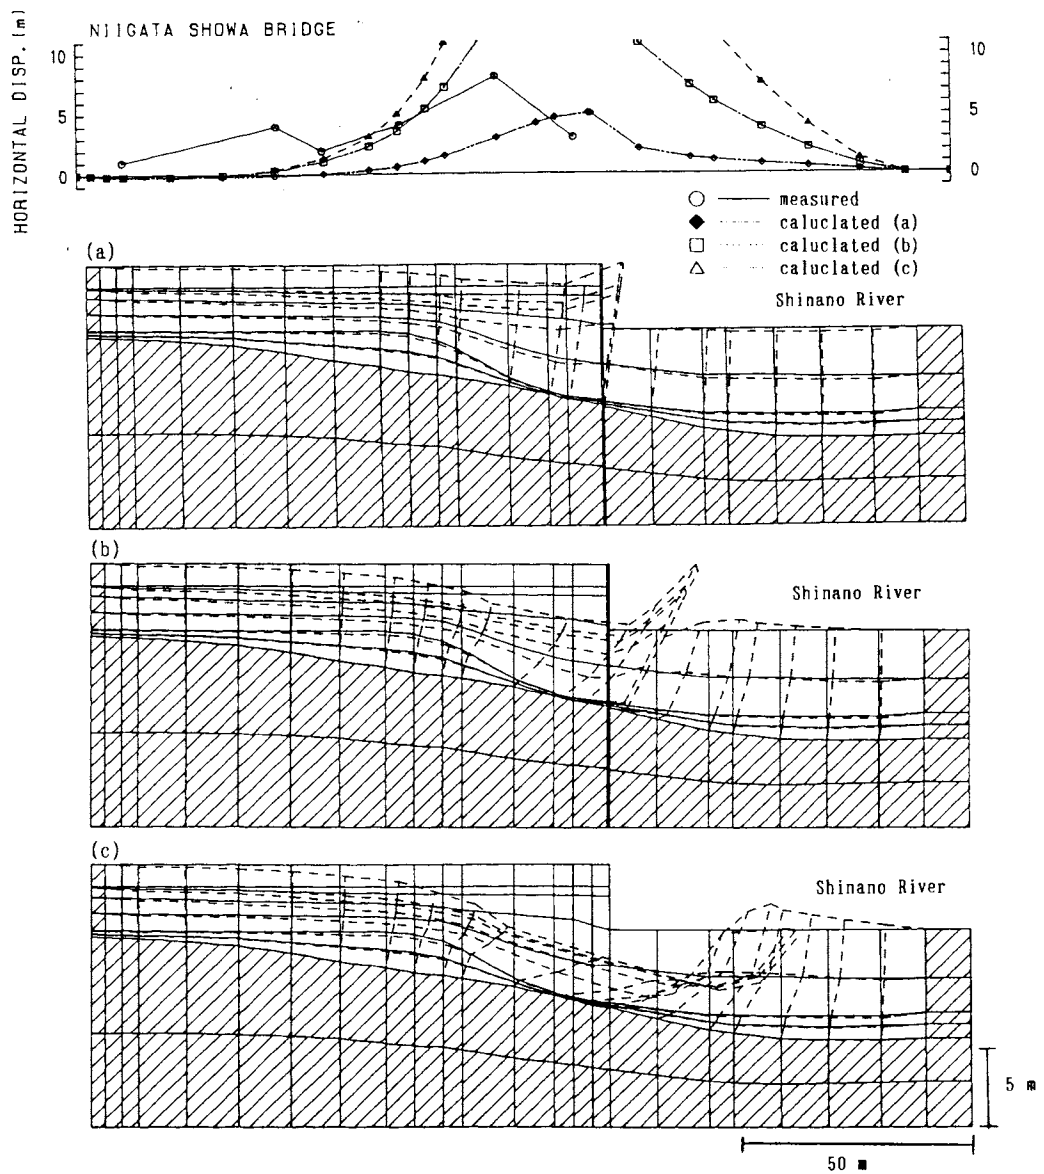 NIIGATA SHOWA BRIDGE
HORIZONTAL DISP. (m)
10
5
0
10
5
0
measured
caluclated (a)
caluclated (b)
caluclated (c)
(a)
Shinano River
(b)
Shinano River
(c)
Shinano River
5 m
50 m